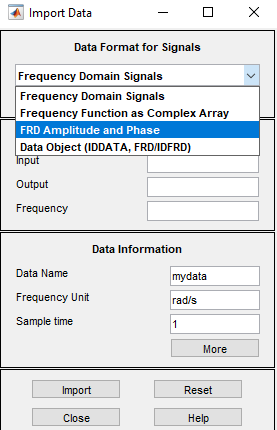 Import Data
Data Format for Signals
Frequency Domain Signals
Frequency Domain Signals
Frequency Function as Complex Array
FRD Amplitude and Phase
Data Object (IDDATA, FRD/IDFRD)
Input
Output
Frequency
Data Information
Data Name mydata
Frequency Unit rad/s
Sample time 1
More
Import Reset
Close Help